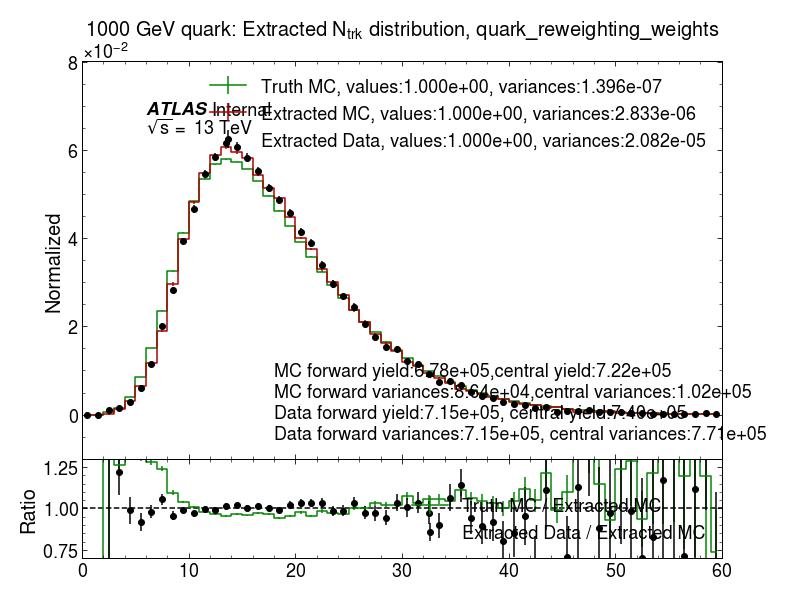 1000 GeV quark: Extracted N_trk distribution, quark_reweighting_weights
×10⁻²
Truth MC, values:1.000e+00, variances:1.396e-07
ATLAS Internal
Extracted MC, values:1.000e+00, variances:2.833e-06
√s = 13 TeV
Extracted Data, values:1.000e+00, variances:2.082e-05
8
6
4
2
0
Normalized
MC forward yield:6.78e+05,central yield:7.22e+05
MC forward variances:8.64e+04,central variances:1.02e+05
Data forward yield:7.15e+05, central yield:7.40e+05
Data forward variances:7.15e+05, central variances:7.71e+05
1.25
1.00
0.75
Ratio
Truth MC / Extracted MC
Extracted Data / Extracted MC
0 10 20 30 40 50 60